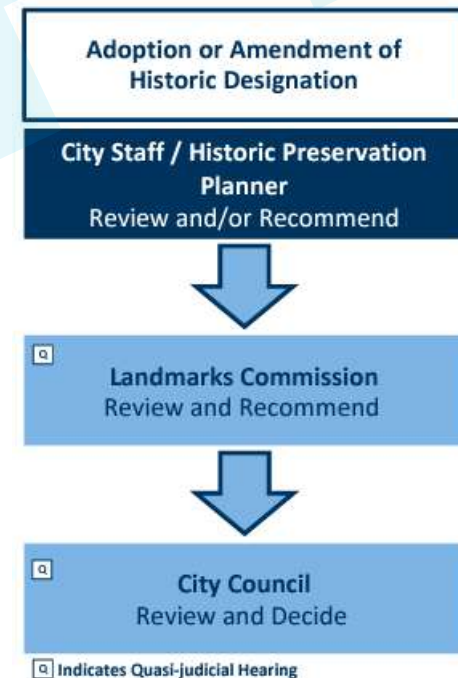 Adoption or Amendment of
Historic Designation
City Staff / Historic Preservation
Planner
Review and/or Recommend
Q
Landmarks Commission
Review and Recommend
Q
City Council
Review and Decide
Q Indicates Quasi-judicial Hearing